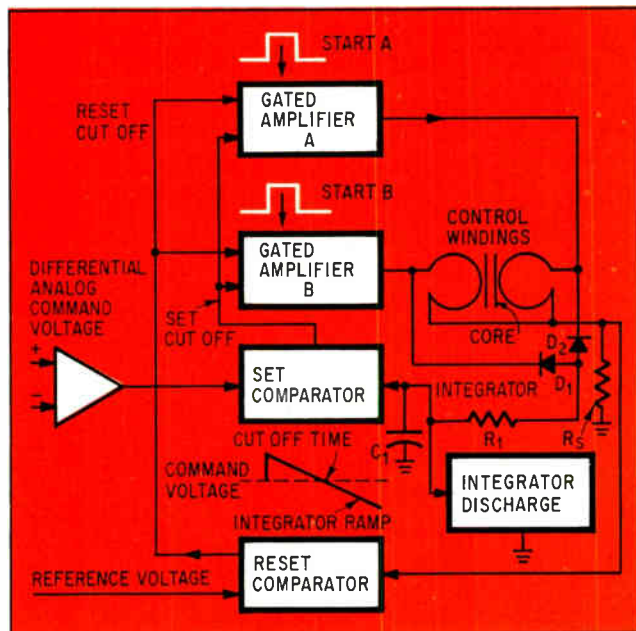 START A
RESET
CUT OFF
GATED
AMPLIFIER
A
START B
GATED
AMPLIFIER
B
CONTROL
WINDINGS
DIFFERENTIAL
ANALOG
COMMAND
VOLTAGE
+
−
SET
CUT OFF
CORE
D2
D1
SET
COMPARATOR
INTEGRATOR
R1
RS
C1
CUT OFF TIME
COMMAND
VOLTAGE
INTEGRATOR RAMP
INTEGRATOR
DISCHARGE
REFERENCE VOLTAGE
RESET
COMPARATOR